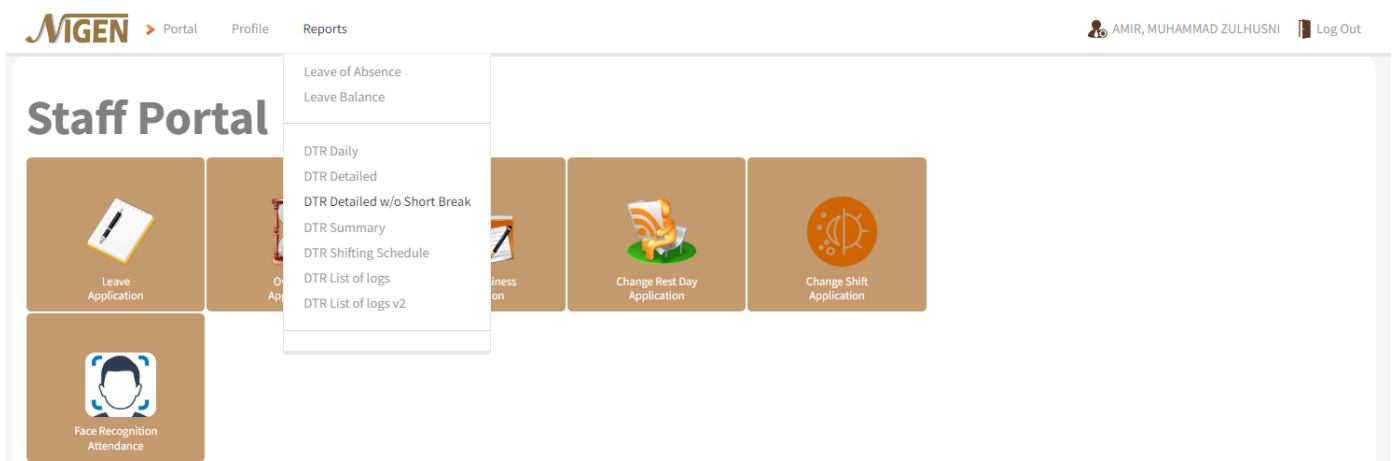 NIGEN
Portal
Profile
Reports
AMIR, MUHAMMAD ZULHUSNI
Log Out
Leave of Absence
Leave Balance
Staff Portal
DTR Daily
DTR Detailed
DTR Detailed w/o Short Break
DTR Summary
DTR Shifting Schedule
DTR List of logs
DTR List of logs v2
Leave
Application
Change Rest Day
Application
Change Shift
Application
Face Recognition
Attendance